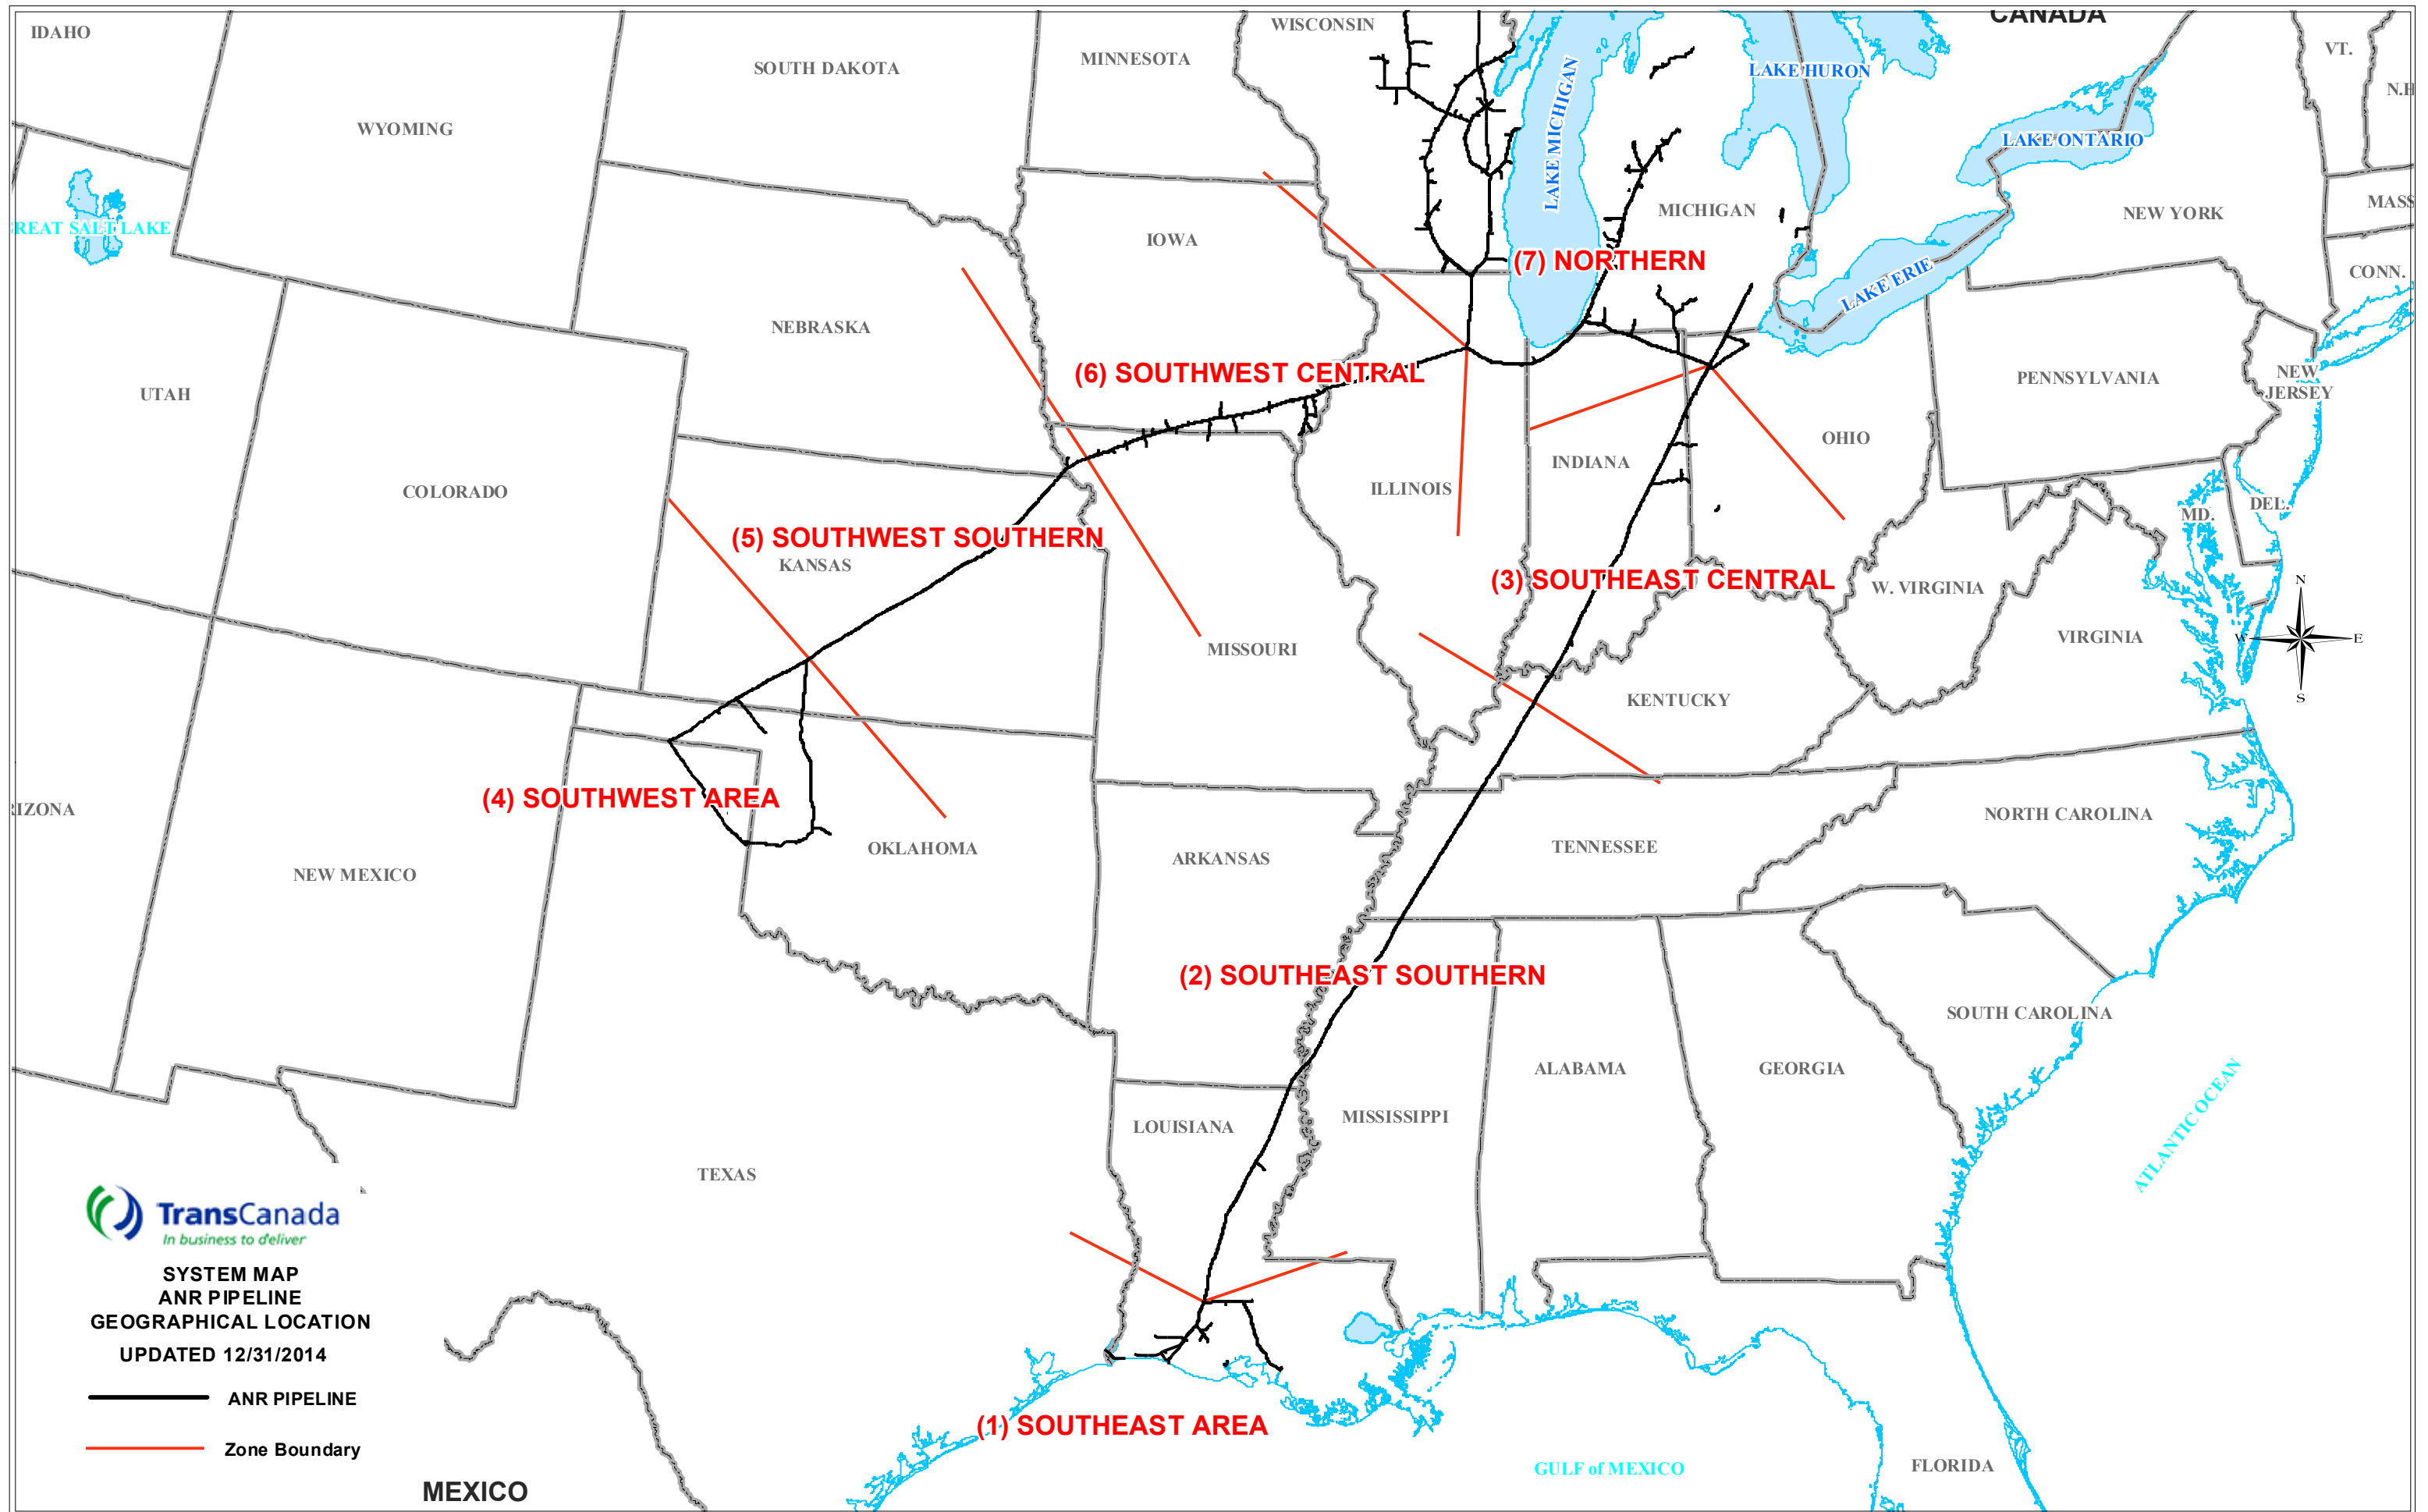 CANADA
IDAHO
WISCONSIN
VT.
MINNESOTA
SOUTH DAKOTA
LAKE HURON
N.H
WYOMING
LAKE MICHIGAN
LAKE ONTARIO
MASS
REAT SALT LAKE
IOWA
MICHIGAN
NEW YORK
(7) NORTHERN
LAKE ERIE
CONN.
NEBRASKA
(6) SOUTHWEST CENTRAL
PENNSYLVANIA
NEW
JERSEY
UTAH
OHIO
COLORADO
ILLINOIS
INDIANA
MD.
DEL.
(5) SOUTHWEST SOUTHERN
KANSAS
(3) SOUTHEAST CENTRAL
W. VIRGINIA
N
W
E
S
VIRGINIA
MISSOURI
KENTUCKY
(4) SOUTHWEST AREA
RIZONA
NORTH CAROLINA
OKLAHOMA
ARKANSAS
TENNESSEE
NEW MEXICO
(2) SOUTHEAST SOUTHERN
SOUTH CAROLINA
ALABAMA
GEORGIA
MISSISSIPPI
LOUISIANA
ATLANTIC OCEAN
TEXAS
TransCanada
In business to deliver
SYSTEM MAP
ANR PIPELINE
GEOGRAPHICAL LOCATION
UPDATED 12/31/2014
ANR PIPELINE
Zone Boundary
(1) SOUTHEAST AREA
GULF of MEXICO
FLORIDA
MEXICO